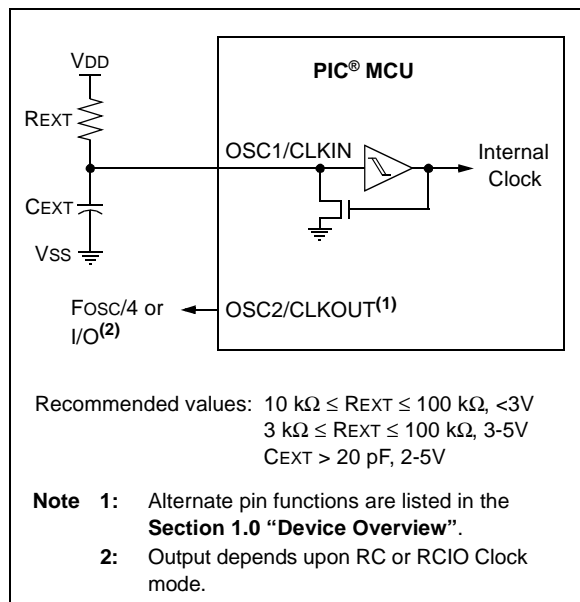 VDD
PIC® MCU
REXT
OSC1/CLKIN
Internal
Clock
CEXT
VSS
FOSC/4 or
I/O(2)
OSC2/CLKOUT(1)
Recommended values: 10 kΩ ≤ REXT ≤ 100 kΩ, <3V
3 kΩ ≤ REXT ≤ 100 kΩ, 3-5V
CEXT > 20 pF, 2-5V
Note 1: Alternate pin functions are listed in the
Section 1.0 “Device Overview”.
2: Output depends upon RC or RCIO Clock
mode.